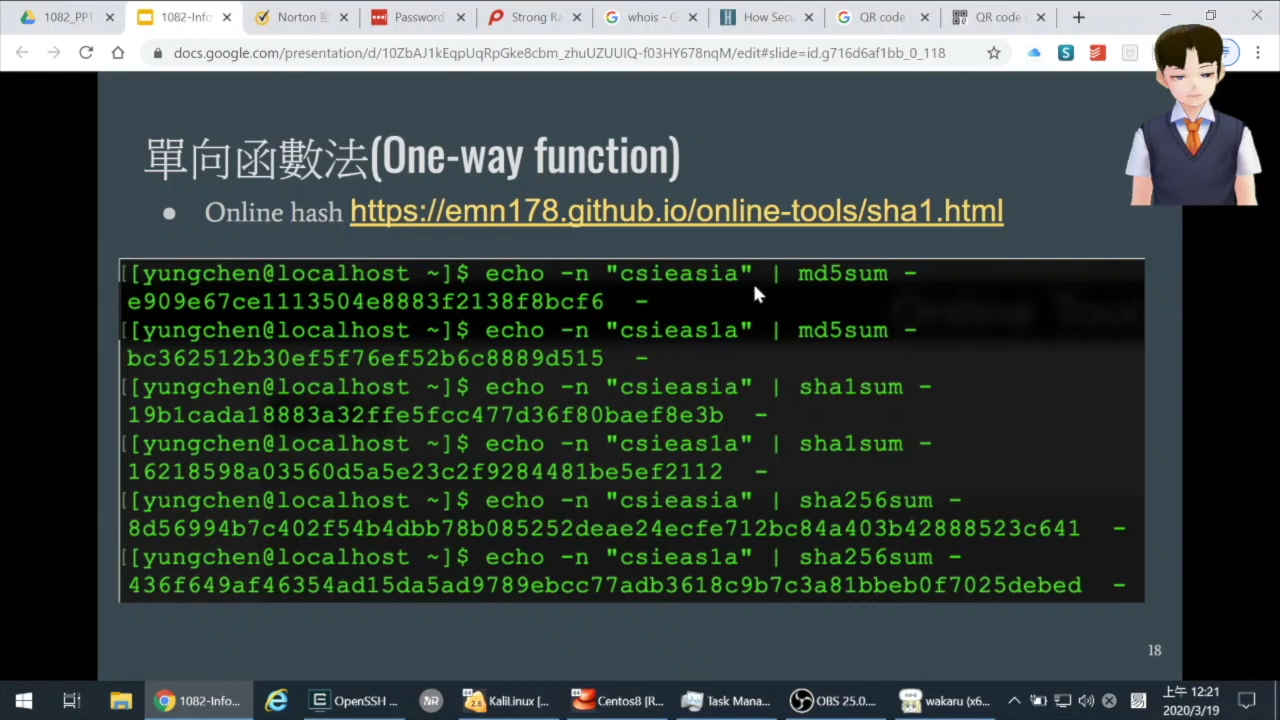 1082_PPT
1082-Info
Norton
Password
Strong Ra
whois - G
How Secu
QR code
QR code
docs.google.com/presentation/d/10ZbAJ1kEqpUqRpGke8cbm_zhuUZUUIQ-f03HY678nqM/edit#slide=id.g716d6af1bb_0_118
單向函數法(One-way function)
● Online hash https://emn178.github.io/online-tools/sha1.html
[[yungchen@localhost ~]$ echo -n "csieasia" | md5sum -
e909e67ce1113504e8883f2138f8bcf6  -
[[yungchen@localhost ~]$ echo -n "csieas1a" | md5sum -
bc362512b30ef5f76ef52b6c8889d515  -
[[yungchen@localhost ~]$ echo -n "csieasia" | sha1sum -
19b1cada18883a32ffe5fcc477d36f80baef8e3b  -
[[yungchen@localhost ~]$ echo -n "csieas1a" | sha1sum -
16218598a03560d5a5e23c2f9284481be5ef2112  -
[[yungchen@localhost ~]$ echo -n "csieasia" | sha256sum -
8d56994b7c402f54b4dbb78b085252deae24ecfe712bc84a403b42888523c641  -
[[yungchen@localhost ~]$ echo -n "csieas1a" | sha256sum -
436f649af46354ad15da5ad9789ebcc77adb3618c9b7c3a81bbeb0f7025debed  -
18
1082-Info...
OpenSSH ...
KaliLinux [...
Centos8 [R...
Task Mana...
OBS 25.0....
wakaru (x6...
上午 12:21
2020/3/19